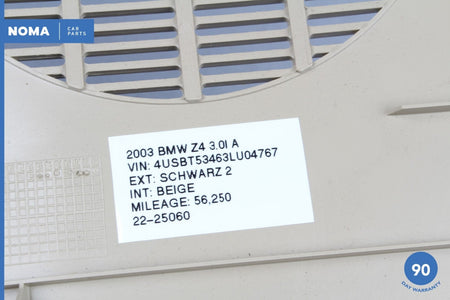 NOMA
CAR
PARTS
2003 BMW Z4 3.0I A
VIN: 4USBT53463LU04767
EXT: SCHWARZ 2
INT: BEIGE
MILEAGE: 56,250
22-25060
90
DAY WARRANTY